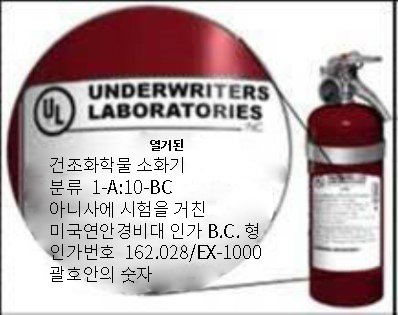 UL
UNDERWRITERS
LABORATORIES
INC
열거된
건조화학물 소화기
분류 1-A:10-BC
아니사에 시험을 거친
미국연안경비대 인가 B.C. 형
인가번호 162.028/EX-1000
괄호안의 숫자